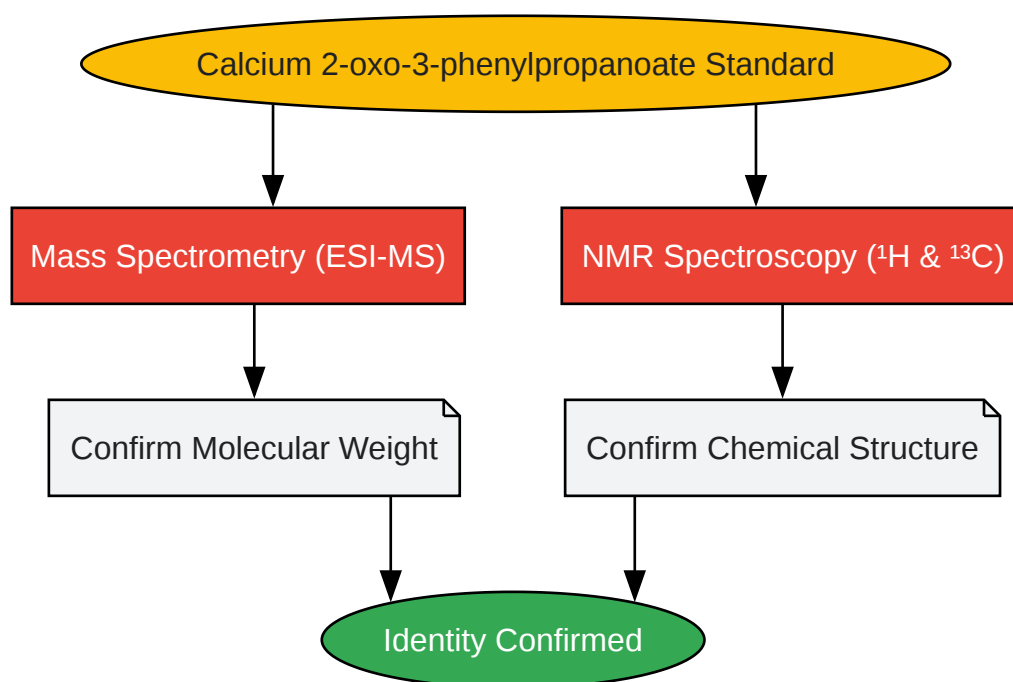 Calcium 2-oxo-3-phenylpropanoate Standard
Mass Spectrometry (ESI-MS)
NMR Spectroscopy (¹H & ¹³C)
Confirm Molecular Weight
Confirm Chemical Structure
Identity Confirmed